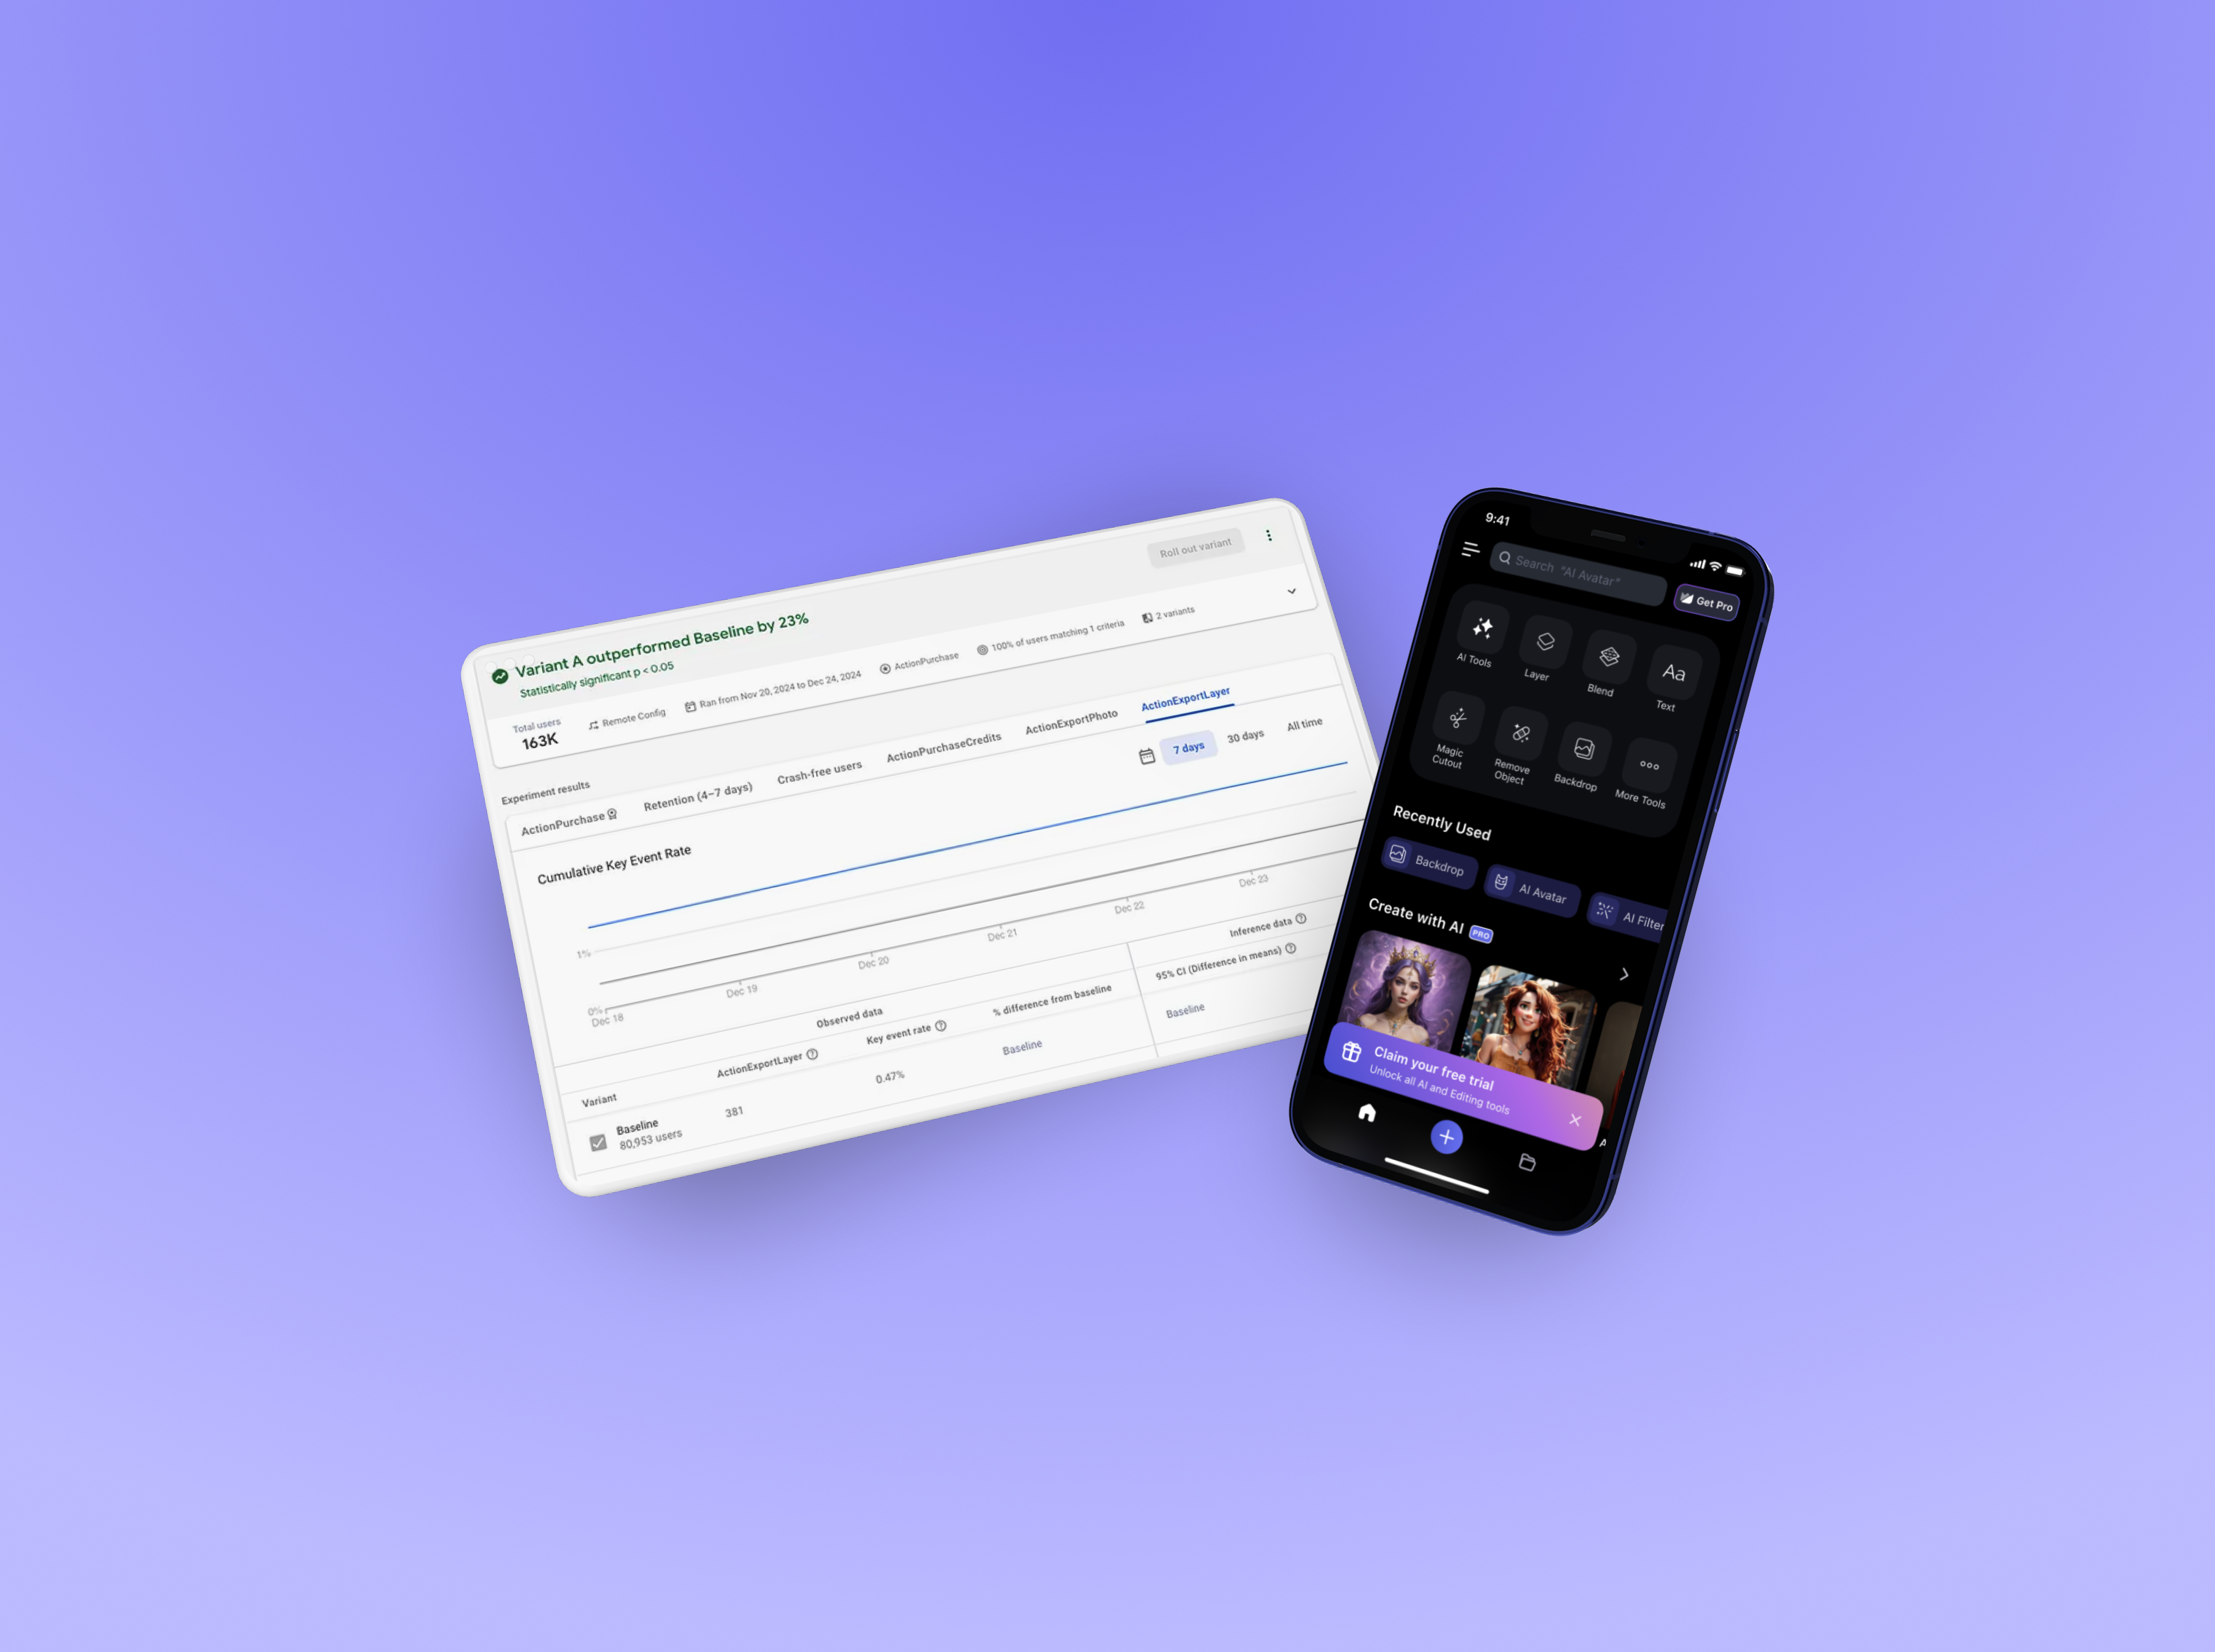 Variant A outperformed Baseline by 23%
Statistically significant p < 0.05
Roll out variant
Total users
163K
Remote Config
Ran from Nov 20, 2024 to Dec 24, 2024
ActionPurchase
100% of users matching 1 criteria
2 variants
Experiment results
ActionPurchase
Retention (4–7 days)
Crash-free users
ActionPurchaseCredits
ActionExportPhoto
ActionExportLayer
7 days
30 days
All time
Cumulative Key Event Rate
1%
0%
Dec 18
Dec 19
Dec 20
Dec 21
Dec 22
Dec 23
Observed data
Inference data
Variant
ActionExportLayer
Key event rate
% difference from baseline
95% CI (Difference in means)
Baseline
80,953 users
381
0.47%
Baseline
Baseline
9:41
Search "AI Avatar"
Get Pro
AI Tools
Layer
Blend
Aa
Text
Magic
Cutout
Remove
Object
Backdrop
More Tools
Recently Used
Backdrop
AI Avatar
AI Filter
Create with AI
PRO
Claim your free trial
Unlock all AI and Editing tools
A